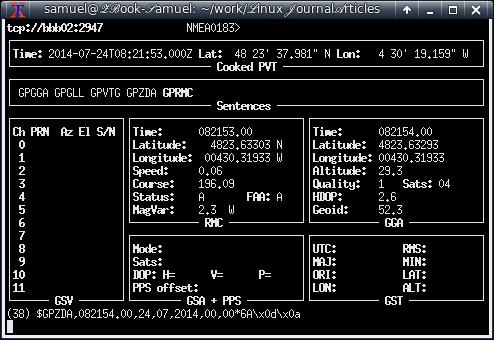 samuel@QBook-Samuel: ~/work/Linux Journal/Articles
tcp://bbb02:2947 NMEA0183>
Time: 2014-07-24T08:21:53.000Z Lat: 48 23' 37.981" N Lon: 4 30' 19.159" W
Cooked PVT
GPGGA GPGLL GPVTG GPZDA GPRMC
Sentences
Ch PRN Az El S/N
0
1
2
3
4
5
6
7
8
9
10
11
GSV
Time: 082153.00
Latitude: 4823.63303 N
Longitude: 00430.31933 W
Speed: 0.06
Course: 196.09
Status: A FAA: A
MagVar: 2.3 W
RMC
Time: 082154.00
Latitude: 4823.63293
Longitude: 00430.31933
Altitude: 29.3
Quality: 1 Sats: 04
HDOP: 2.6
Geoid: 52.3
GGA
Mode:
Sats:
DOP: H= V= P=
PPS offset:
GSA + PPS
UTC: RMS:
MAJ: MIN:
ORI: LAT:
LON: ALT:
GST
(38) $GPZDA,082154.00,24,07,2014,00,00*6A\x0d\x0a